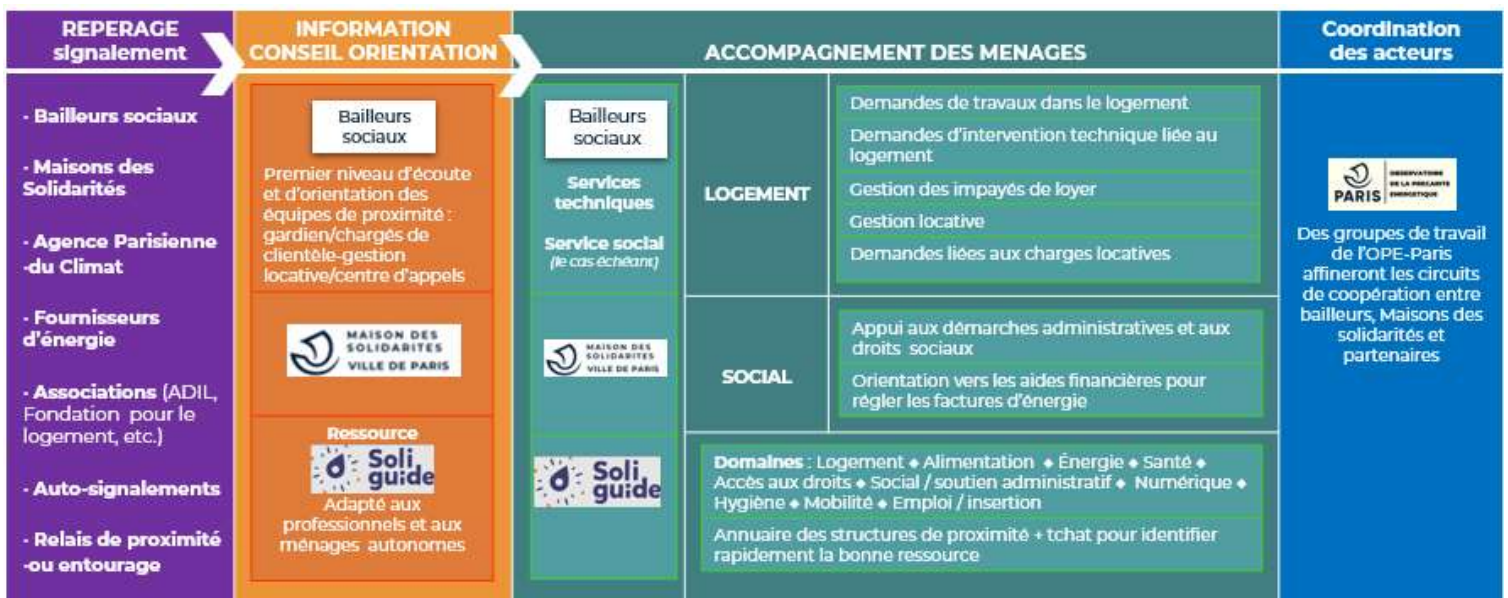 REPERAGE
signalement
INFORMATION
CONSEIL ORIENTATION
ACCOMPAGNEMENT DES MENAGES
Coordination
des acteurs
· Bailleurs sociaux
· Maisons des
Solidarités
· Agence Parisienne
·du Climat
· Fournisseurs
d'énergie
· Associations (ADIL,
Fondation pour le
logement, etc.)
· Auto-signalements
· Relais de proximité
·ou entourage
Bailleurs
sociaux
Premier niveau d'écoute
et d'orientation des
équipes de proximité :
gardien/chargés de
clientèle-gestion
locative/centre d'appels
MAISON DES
SOLIDARITES
VILLE DE PARIS
Ressource
Soli
guide
Adapté aux
professionnels et aux
ménages autonomes
Bailleurs
sociaux
Services
techniques
Service social
(le cas échéant)
MAISON DES
SOLIDARITES
VILLE DE PARIS
Soli
guide
LOGEMENT
Demandes de travaux dans le logement
Demandes d'intervention technique liée au
logement
Gestion des impayés de loyer
Gestion locative
Demandes liées aux charges locatives
SOCIAL
Appui aux démarches administratives et aux
droits sociaux
Orientation vers les aides financières pour
régler les factures d'énergie
Domaines : Logement ◆ Alimentation ◆ Énergie ◆ Santé ◆
Accès aux droits ◆ Social / soutien administratif ◆ Numérique ◆
Hygiène ◆ Mobilité ◆ Emploi / insertion
Annuaire des structures de proximité + tchat pour identifier
rapidement la bonne ressource
PARIS
OBSERVATOIRE
DE LA PRECARITE
ENERGETIQUE
Des groupes de travail
de l'OPE-Paris
affineront les circuits
de coopération entre
bailleurs, Maisons des
solidarités et
partenaires